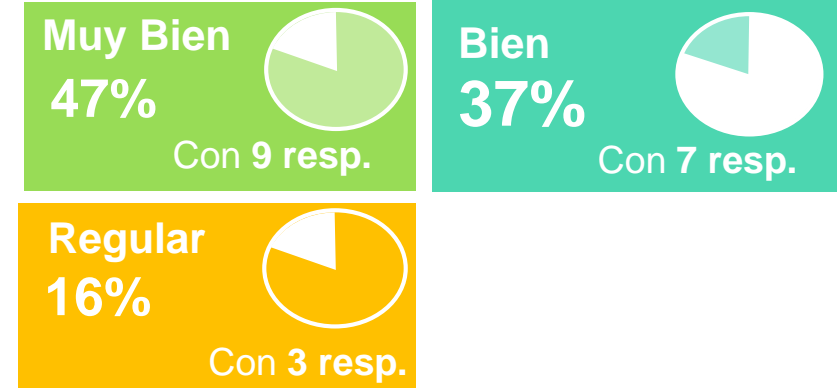 Muy Bien
47%
Con 9 resp.
Bien
37%
Con 7 resp.
Regular
16%
Con 3 resp.